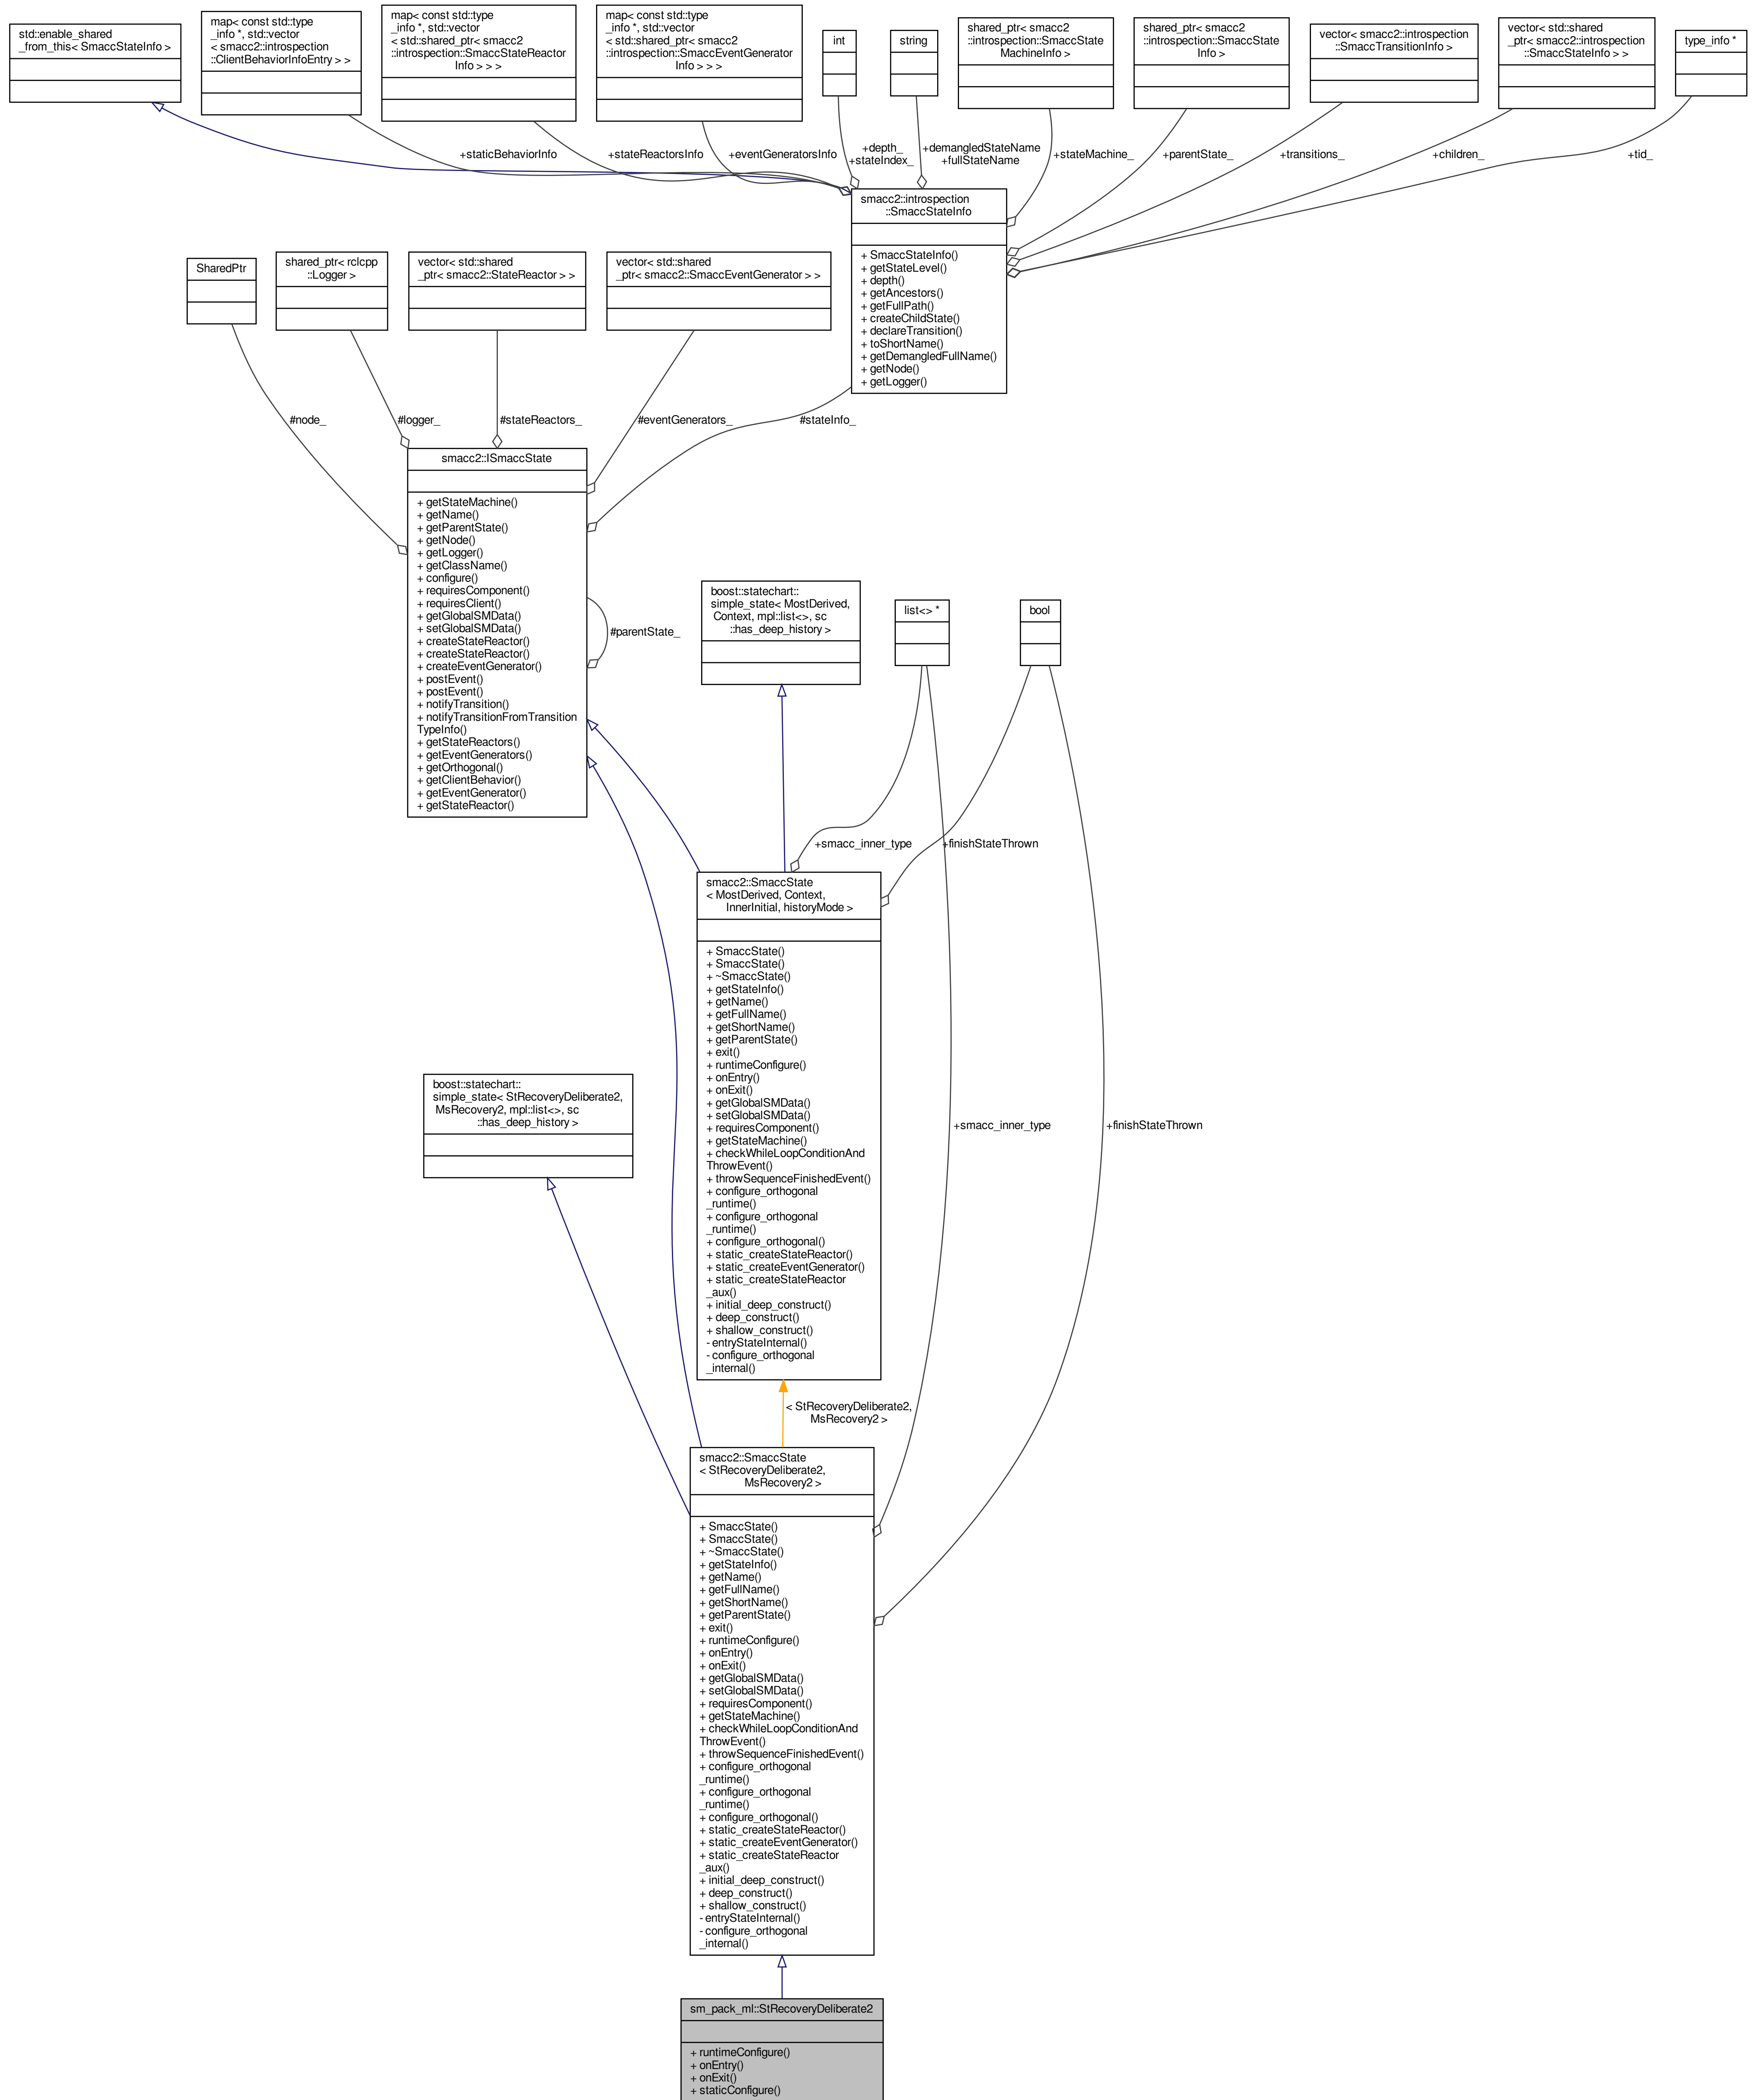 std::enable_shared
_from_this< SmaccStateInfo >
map< const std::type
_info *, std::vector
< smacc2::introspection
::ClientBehaviorInfoEntry > >
map< const std::type
_info *, std::vector
< std::shared_ptr< smacc2
::introspection::SmaccStateReactor
Info > > >
map< const std::type
_info *, std::vector
< std::shared_ptr< smacc2
::introspection::SmaccEventGenerator
Info > > >
int
string
shared_ptr< smacc2
::introspection::SmaccState
MachineInfo >
shared_ptr< smacc2
::introspection::SmaccState
Info >
vector< smacc2::introspection
::SmaccTransitionInfo >
vector< std::shared
_ptr< smacc2::introspection
::SmaccStateInfo > >
type_info *
+staticBehaviorInfo
+stateReactorsInfo
+eventGeneratorsInfo
+depth_
+stateIndex_
+demangledStateName
+fullStateName
+stateMachine_
+parentState_
+transitions_
+children_
+tid_
smacc2::introspection
::SmaccStateInfo
+ SmaccStateInfo()
+ getStateLevel()
+ depth()
+ getAncestors()
+ getFullPath()
+ createChildState()
+ declareTransition()
+ toShortName()
+ getDemangledFullName()
+ getNode()
+ getLogger()
SharedPtr
shared_ptr< rclcpp
::Logger >
vector< std::shared
_ptr< smacc2::StateReactor > >
vector< std::shared
_ptr< smacc2::SmaccEventGenerator > >
#node_
#logger_
#stateReactors_
#eventGenerators_
#stateInfo_
smacc2::ISmaccState
+ getStateMachine()
+ getName()
+ getParentState()
+ getNode()
+ getLogger()
+ getClassName()
+ configure()
+ requiresComponent()
+ requiresClient()
+ getGlobalSMData()
+ setGlobalSMData()
+ createStateReactor()
+ createStateReactor()
+ createEventGenerator()
+ postEvent()
+ postEvent()
+ notifyTransition()
+ notifyTransitionFromTransition
TypeInfo()
+ getStateReactors()
+ getEventGenerators()
+ getOrthogonal()
+ getClientBehavior()
+ getEventGenerator()
+ getStateReactor()
#parentState_
boost::statechart::
simple_state< MostDerived,
Context, mpl::list<>, sc
::has_deep_history >
list<> *
bool
+smacc_inner_type
+finishStateThrown
smacc2::SmaccState
< MostDerived, Context,
InnerInitial, historyMode >
+ SmaccState()
+ SmaccState()
+ ~SmaccState()
+ getStateInfo()
+ getName()
+ getFullName()
+ getShortName()
+ getParentState()
+ exit()
+ runtimeConfigure()
+ onEntry()
+ onExit()
+ getGlobalSMData()
+ setGlobalSMData()
+ requiresComponent()
+ getStateMachine()
+ checkWhileLoopConditionAnd
ThrowEvent()
+ throwSequenceFinishedEvent()
+ configure_orthogonal
_runtime()
+ configure_orthogonal
_runtime()
+ configure_orthogonal()
+ static_createStateReactor()
+ static_createEventGenerator()
+ static_createStateReactor
_aux()
+ initial_deep_construct()
+ deep_construct()
+ shallow_construct()
- entryStateInternal()
- configure_orthogonal
_internal()
boost::statechart::
simple_state< StRecoveryDeliberate2,
MsRecovery2, mpl::list<>, sc
::has_deep_history >
+smacc_inner_type
+finishStateThrown
< StRecoveryDeliberate2,
MsRecovery2 >
smacc2::SmaccState
< StRecoveryDeliberate2,
MsRecovery2 >
+ SmaccState()
+ SmaccState()
+ ~SmaccState()
+ getStateInfo()
+ getName()
+ getFullName()
+ getShortName()
+ getParentState()
+ exit()
+ runtimeConfigure()
+ onEntry()
+ onExit()
+ getGlobalSMData()
+ setGlobalSMData()
+ requiresComponent()
+ getStateMachine()
+ checkWhileLoopConditionAnd
ThrowEvent()
+ throwSequenceFinishedEvent()
+ configure_orthogonal
_runtime()
+ configure_orthogonal
_runtime()
+ configure_orthogonal()
+ static_createStateReactor()
+ static_createEventGenerator()
+ static_createStateReactor
_aux()
+ initial_deep_construct()
+ deep_construct()
+ shallow_construct()
- entryStateInternal()
- configure_orthogonal
_internal()
sm_pack_ml::StRecoveryDeliberate2
+ runtimeConfigure()
+ onEntry()
+ onExit()
+ staticConfigure()